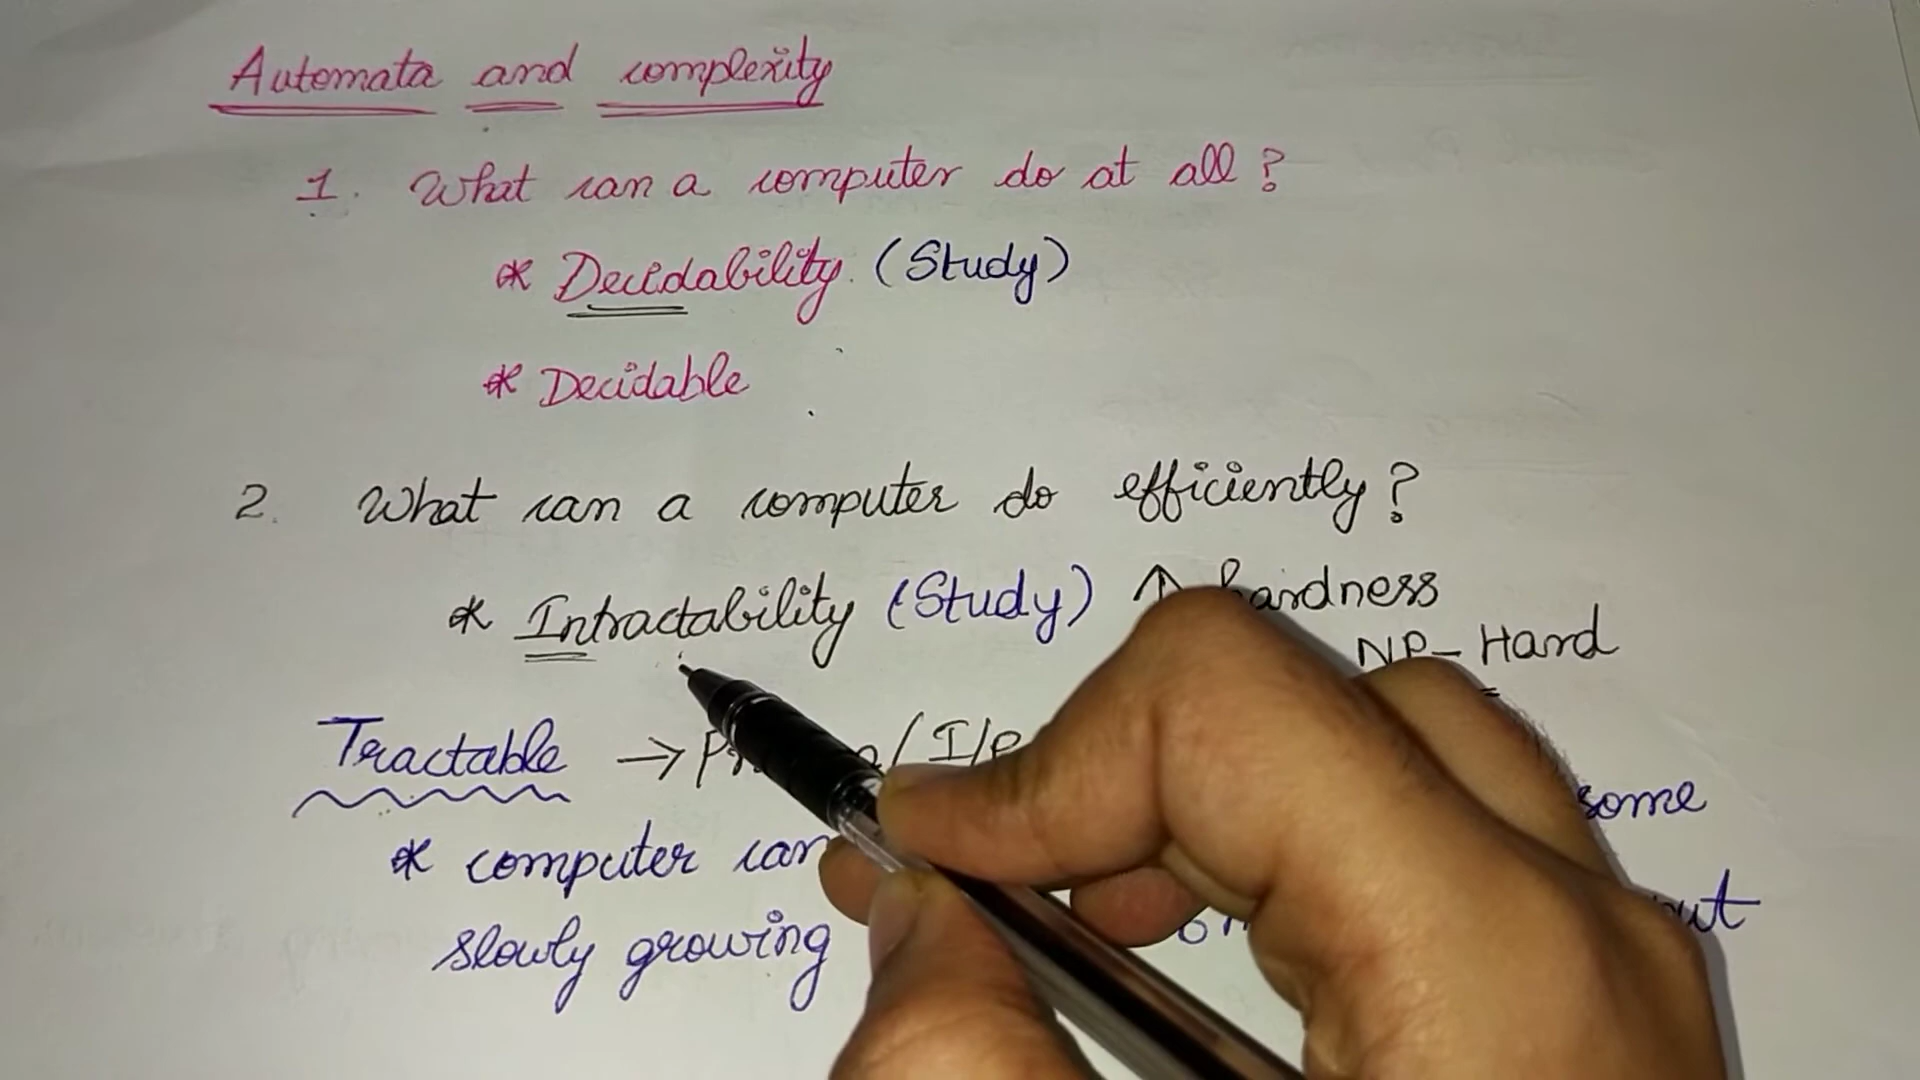 Automata and complexity
1. What can a computer do at all?
* Decidability. (Study)
* Decidable
2. What can a computer do efficiently?
* Intractability (Study) ↑ hardness
NP-Hard
Tractable → / I/P
* computer can some
slowly growing